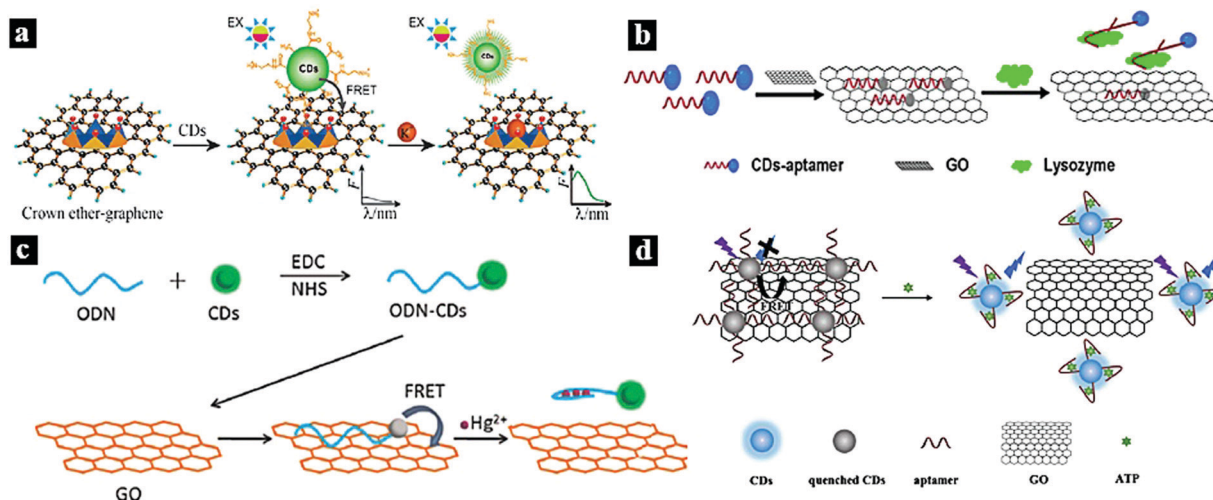 a
EX
CDs
FRET
CDs
K
F
λ/nm
Crown ether-graphene
EX
CDs
F
λ/nm
b
CDs-aptamer
GO
Lysozyme
c
ODN
+
CDs
EDC
NHS
ODN-CDs
GO
FRET
Hg²⁺
d
FRET
CDs
quenched CDs
aptamer
GO
ATP